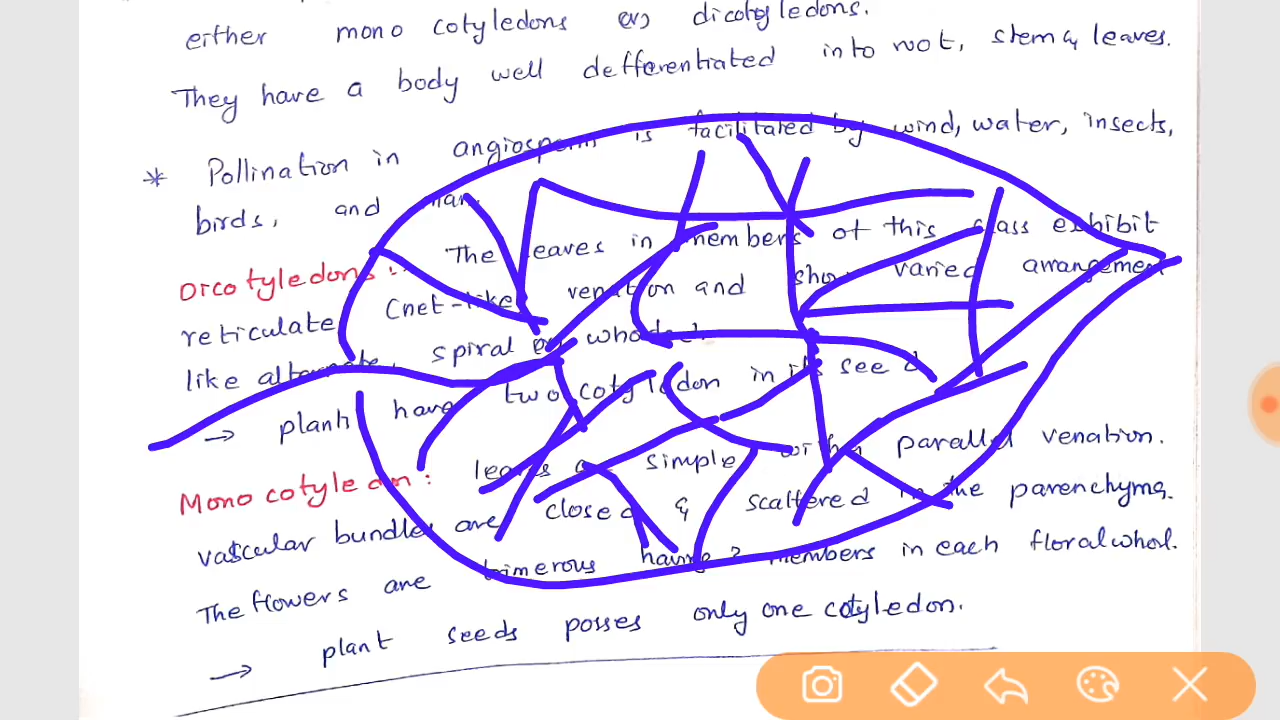 either mono cotyledons (or) dicotyledons.
They have a body well defferentiated into root, stem & leaves.
* Pollination in angiosperm is facilitated by wind, water, insects,
birds, and man.
Dicotyledons :- The leaves in members of this class exhibit
reticulate (net-like) venation and show varied arrangement
like alternate, spiral or whorled.
→ plant have two cotyledon in its seed
Mono cotyledon : leaves are simple with parallel venation.
vascular bundles are closed & scattered in the parenchyma.
The flowers are trimerous having 3 members in each floral whorl.
→ plant seeds posses only one cotyledon.